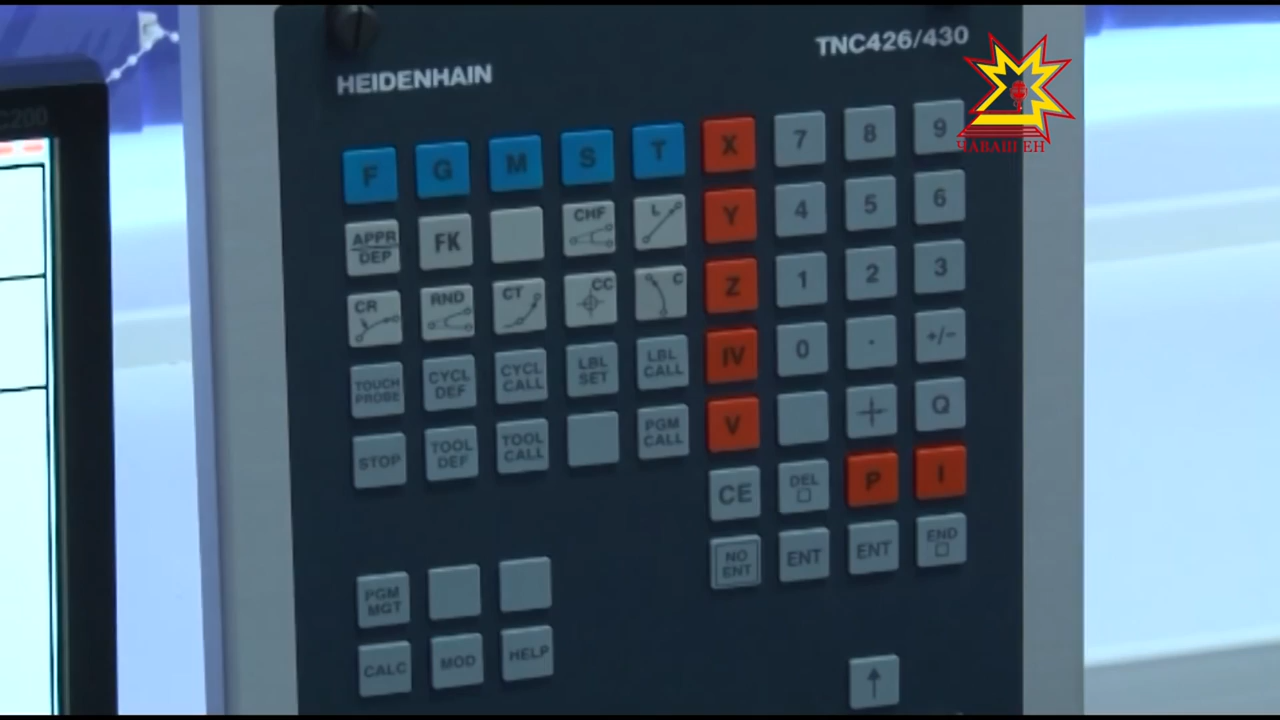 HEIDENHAIN
TNC426/430
ЧӐВАШ ЕН
C200
F G M S T X 7 8 9
APPR DEP FK CHF L Y 4 5 6
CR RND CT CC C Z 1 2 3
TOUCH PROBE CYCL DEF CYCL CALL LBL SET LBL CALL IV 0 . +/-
STOP TOOL DEF TOOL CALL PGM CALL V Q
CE DEL P I
NO ENT ENT ENT END
PGM MGT
CALC MOD HELP